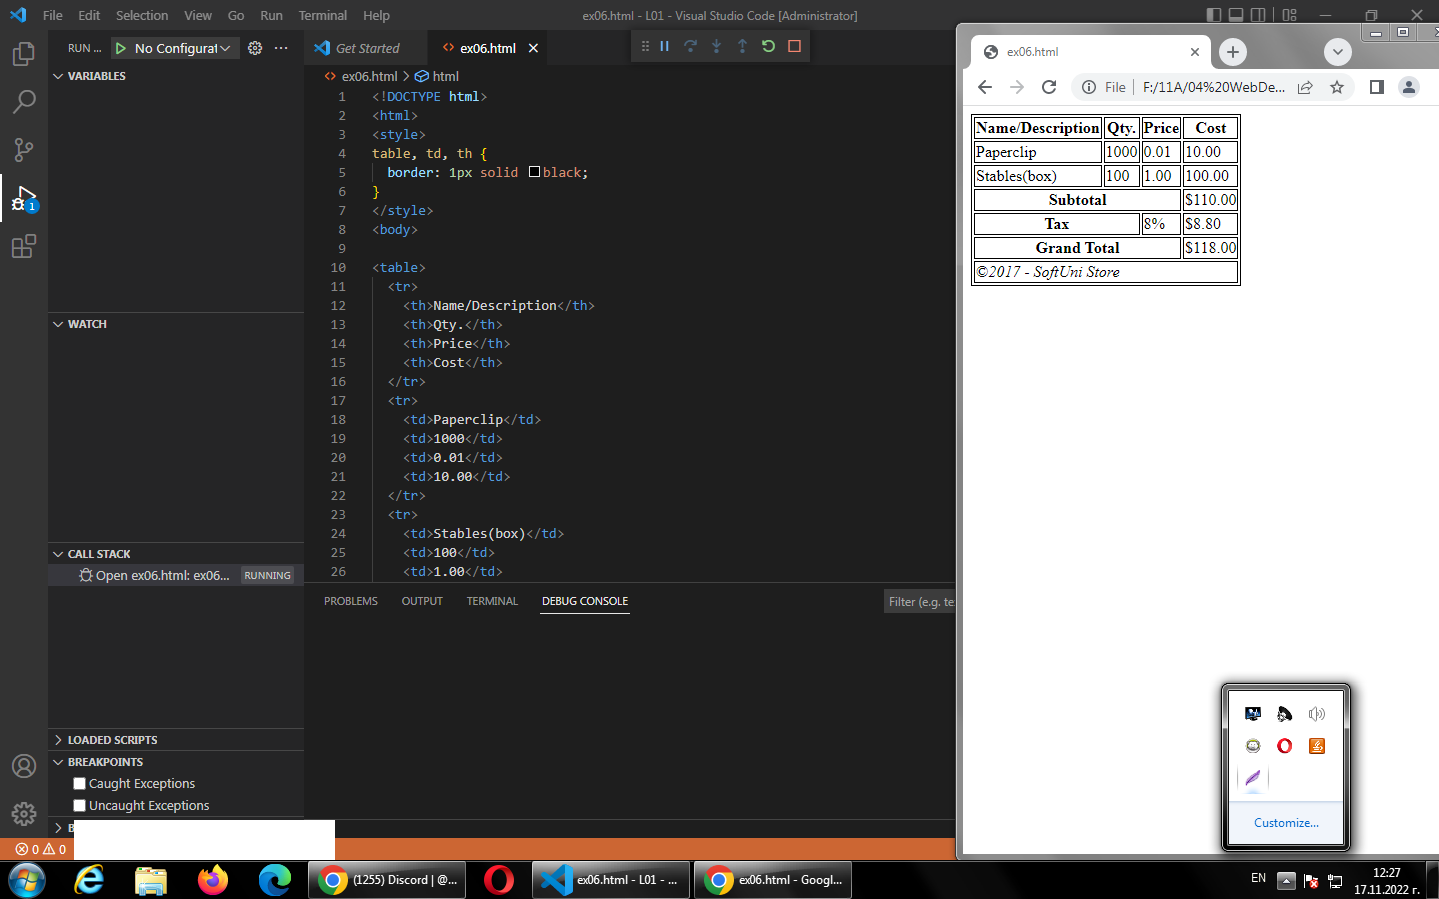 File Edit Selection View Go Run Terminal Help
ex06.html - L01 - Visual Studio Code [Administrator]
RUN ... No Configurat
VARIABLES
WATCH
CALL STACK
Open ex06.html: ex06... RUNNING
LOADED SCRIPTS
BREAKPOINTS
Caught Exceptions
Uncaught Exceptions
1
0 0
Get Started
ex06.html
ex06.html > html
1 <!DOCTYPE html>
2 <html>
3 <style>
4 table, td, th {
5 border: 1px solid black;
6 }
7 </style>
8 <body>
9
10 <table>
11 <tr>
12 <th>Name/Description</th>
13 <th>Qty.</th>
14 <th>Price</th>
15 <th>Cost</th>
16 </tr>
17 <tr>
18 <td>Paperclip</td>
19 <td>1000</td>
20 <td>0.01</td>
21 <td>10.00</td>
22 </tr>
23 <tr>
24 <td>Stables(box)</td>
25 <td>100</td>
26 <td>1.00</td>
PROBLEMS OUTPUT TERMINAL DEBUG CONSOLE
Filter (e.g. te
ex06.html
File F:/11A/04%20WebDe...
Name/Description Qty. Price Cost
Paperclip 1000 0.01 10.00
Stables(box) 100 1.00 100.00
Subtotal $110.00
Tax 8% $8.80
Grand Total $118.00
©2017 - SoftUni Store
Customize...
(1255) Discord | @...
ex06.html - L01 - ...
ex06.html - Googl...
EN
12:27
17.11.2022 г.